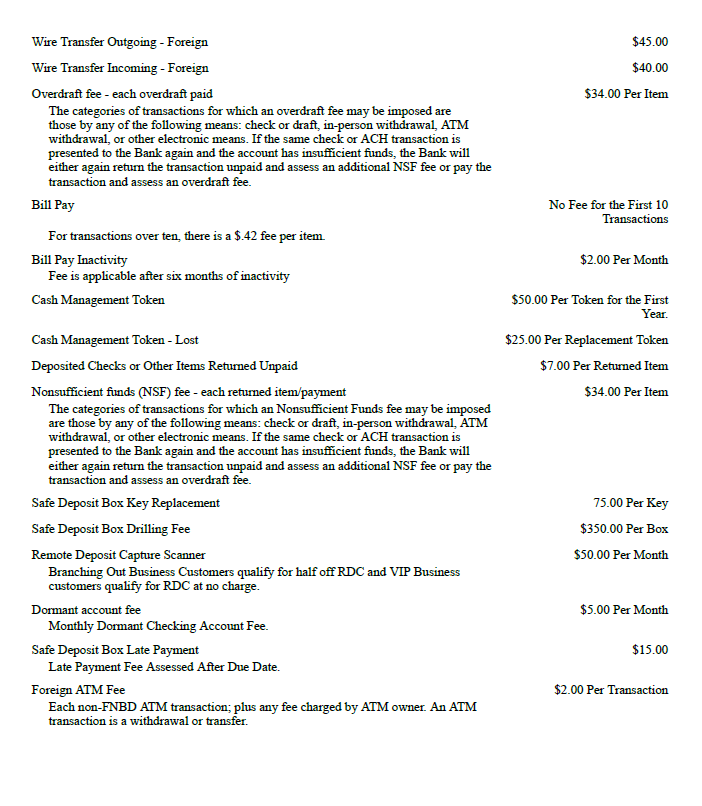 Wire Transfer Outgoing - Foreign $45.00
Wire Transfer Incoming - Foreign $40.00
Overdraft fee - each overdraft paid $34.00 Per Item
The categories of transactions for which an overdraft fee may be imposed are
those by any of the following means: check or draft, in-person withdrawal, ATM
withdrawal, or other electronic means. If the same check or ACH transaction is
presented to the Bank again and the account has insufficient funds, the Bank will
either again return the transaction unpaid and assess an additional NSF fee or pay the
transaction and assess an overdraft fee.
Bill Pay No Fee for the First 10
Transactions
For transactions over ten, there is a $.42 fee per item.
Bill Pay Inactivity $2.00 Per Month
Fee is applicable after six months of inactivity
Cash Management Token $50.00 Per Token for the First
Year.
Cash Management Token - Lost $25.00 Per Replacement Token
Deposited Checks or Other Items Returned Unpaid $7.00 Per Returned Item
Nonsufficient funds (NSF) fee - each returned item/payment $34.00 Per Item
The categories of transactions for which an Nonsufficient Funds fee may be imposed
are those by any of the following means: check or draft, in-person withdrawal, ATM
withdrawal, or other electronic means. If the same check or ACH transaction is
presented to the Bank again and the account has insufficient funds, the Bank will
either again return the transaction unpaid and assess an additional NSF fee or pay the
transaction and assess an overdraft fee.
Safe Deposit Box Key Replacement 75.00 Per Key
Safe Deposit Box Drilling Fee $350.00 Per Box
Remote Deposit Capture Scanner $50.00 Per Month
Branching Out Business Customers qualify for half off RDC and VIP Business
customers qualify for RDC at no charge.
Dormant account fee $5.00 Per Month
Monthly Dormant Checking Account Fee.
Safe Deposit Box Late Payment $15.00
Late Payment Fee Assessed After Due Date.
Foreign ATM Fee $2.00 Per Transaction
Each non-FNBD ATM transaction; plus any fee charged by ATM owner. An ATM
transaction is a withdrawal or transfer.